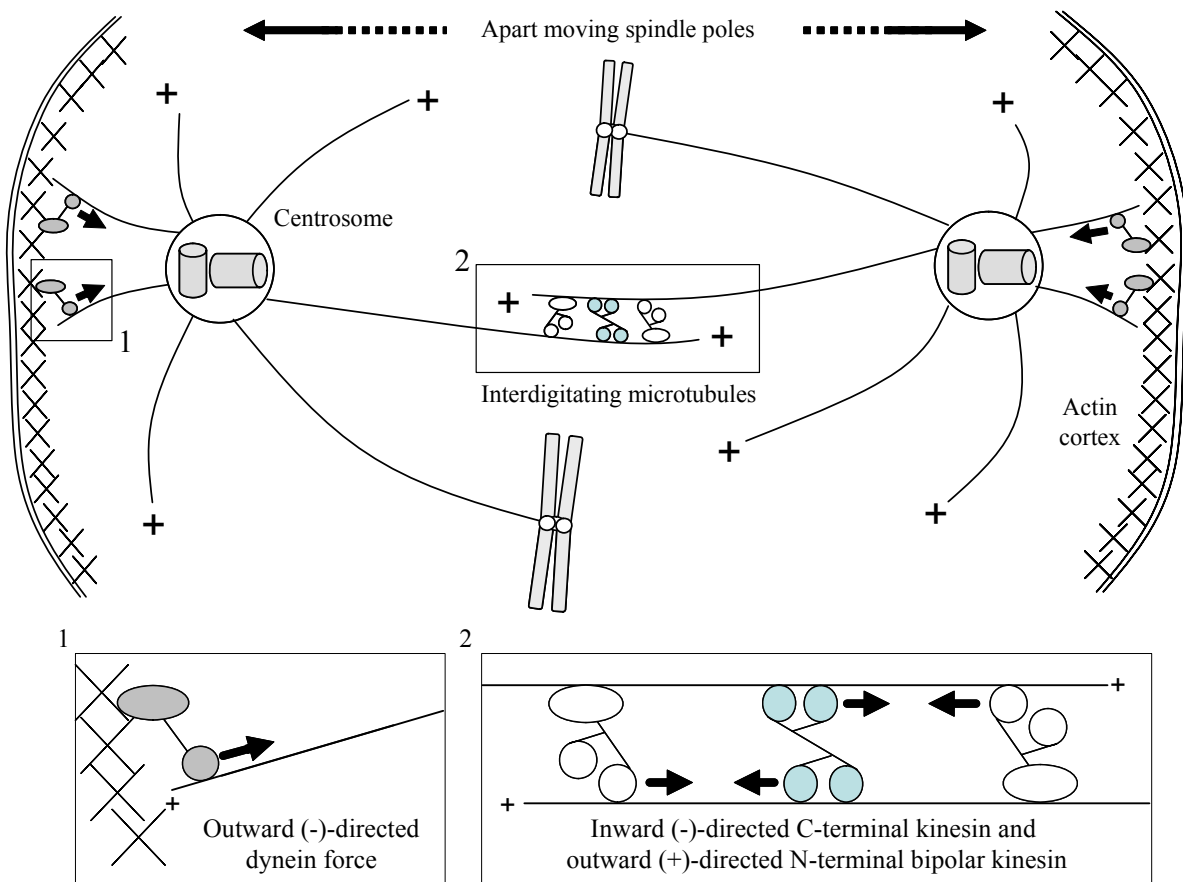 Apart moving spindle poles
+
+
+
Centrosome
2
+
+
1
Interdigitating microtubules
Actin
cortex
+
+
+
1
2
+
+
+
Outward (-)-directed
dynein force
Inward (-)-directed C-terminal kinesin and
outward (+)-directed N-terminal bipolar kinesin